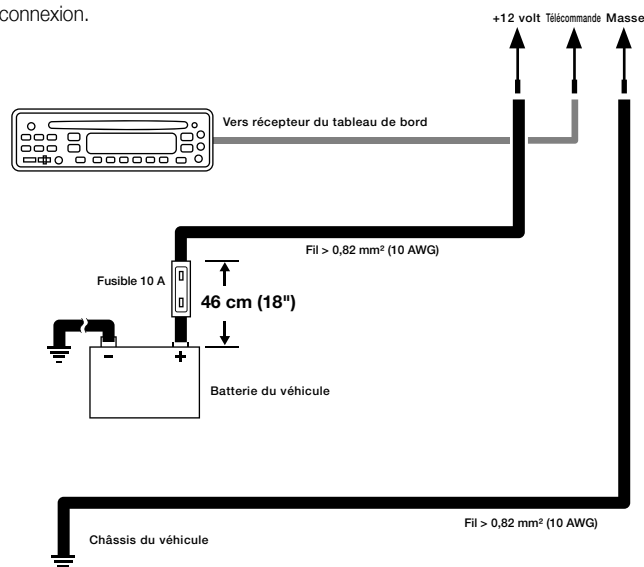 connexion.
+12 volt Télécommande Masse
Vers récepteur du tableau de bord
Fil > 0,82 mm² (10 AWG)
Fusible 10 A
46 cm (18")
- +
Batterie du véhicule
Fil > 0,82 mm² (10 AWG)
Châssis du véhicule